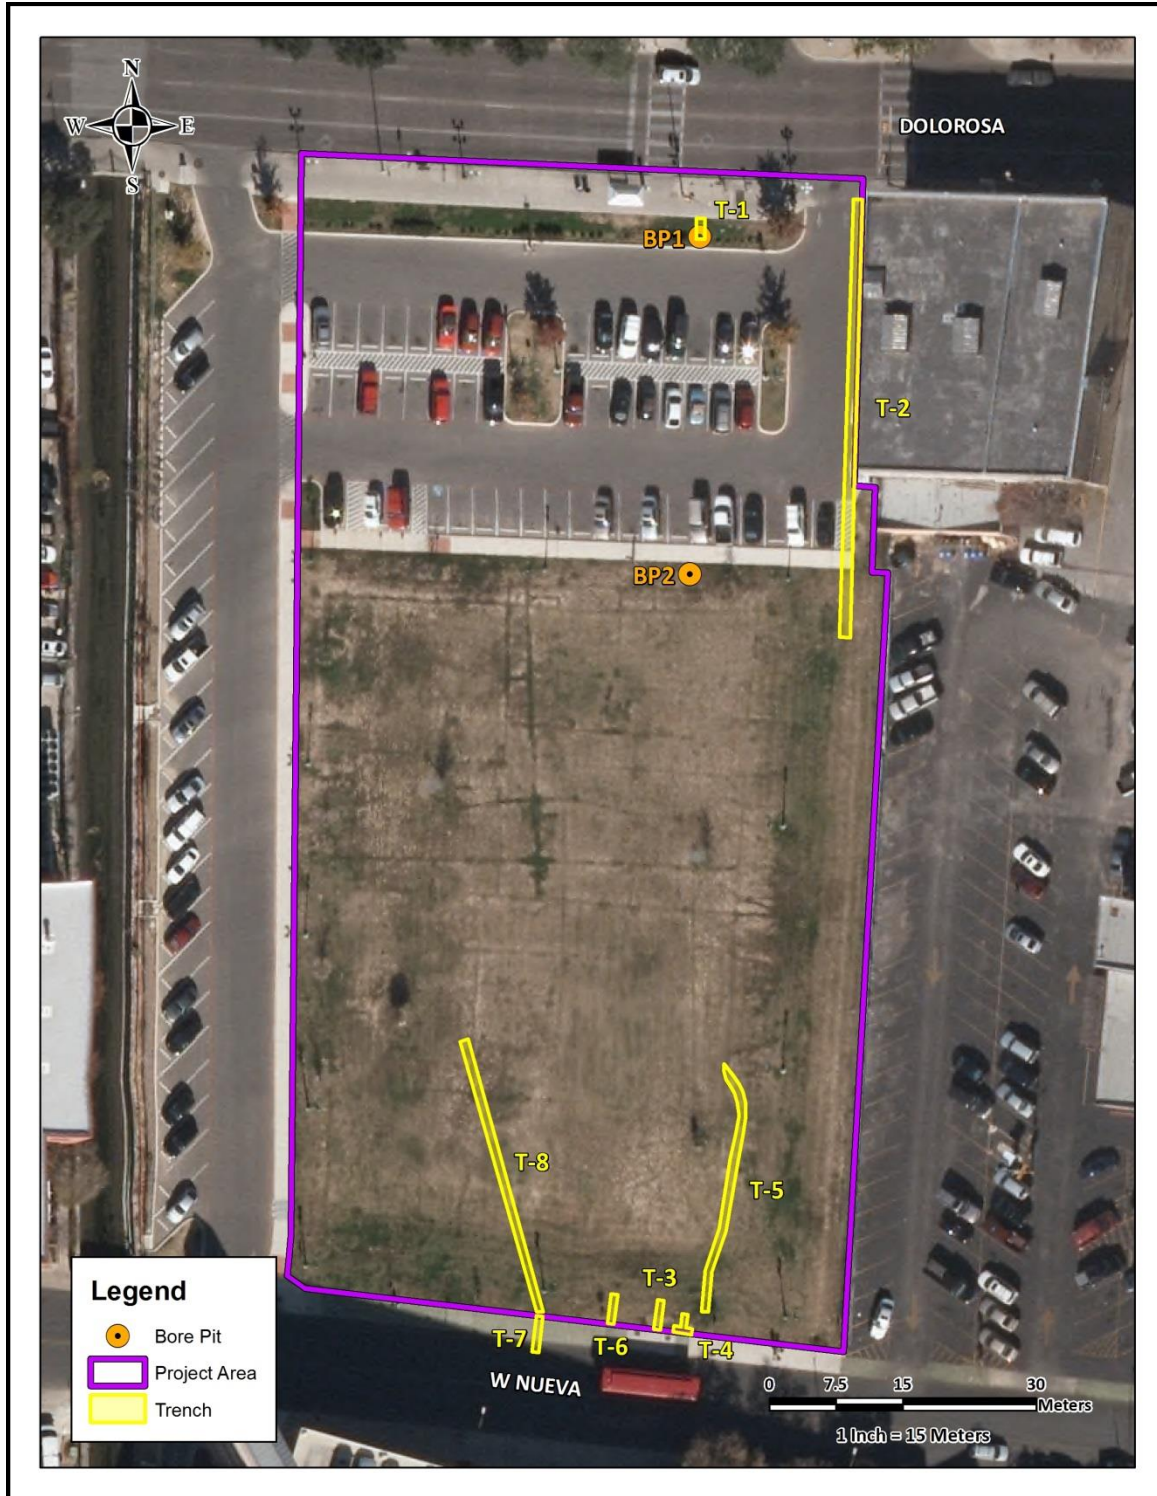 N
W E
S
DOLOROSA
T-1
BP1
T-2
BP2
T-8
T-5
T-3
T-7
T-6
T-4
W NUEVA
Legend
Bore Pit
Project Area
Trench
0 7.5 15 30
Meters
1 Inch = 15 Meters